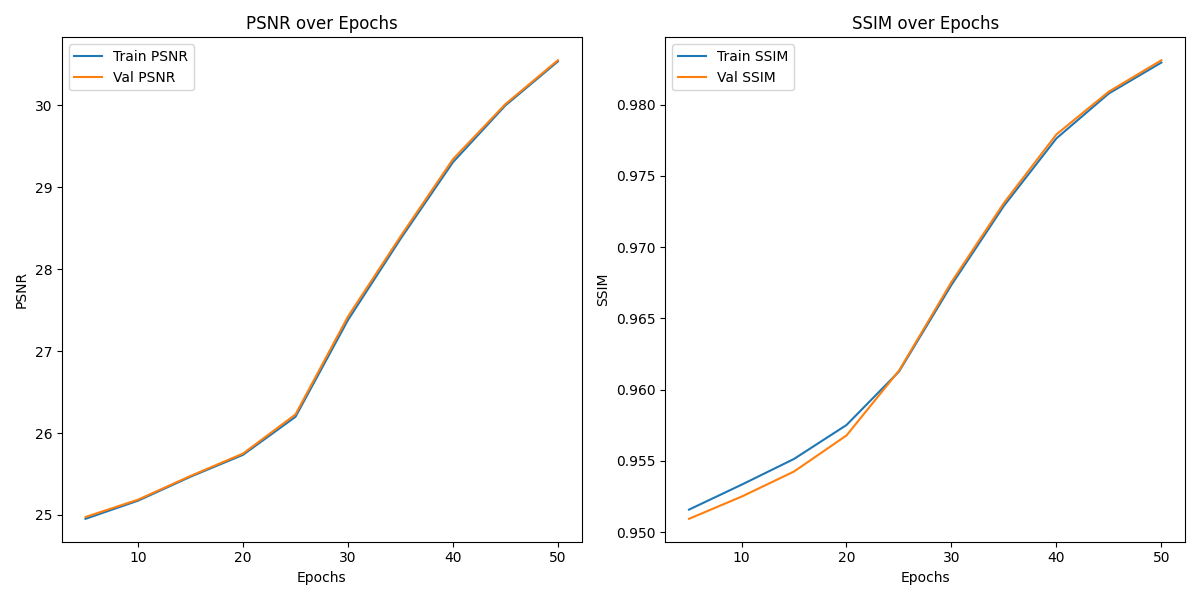 PSNR over Epochs
Train PSNR
Val PSNR
30
29
28
27
26
25
PSNR
10 20 30 40 50
Epochs
SSIM over Epochs
Train SSIM
Val SSIM
0.980
0.975
0.970
0.965
0.960
0.955
0.950
SSIM
10 20 30 40 50
Epochs